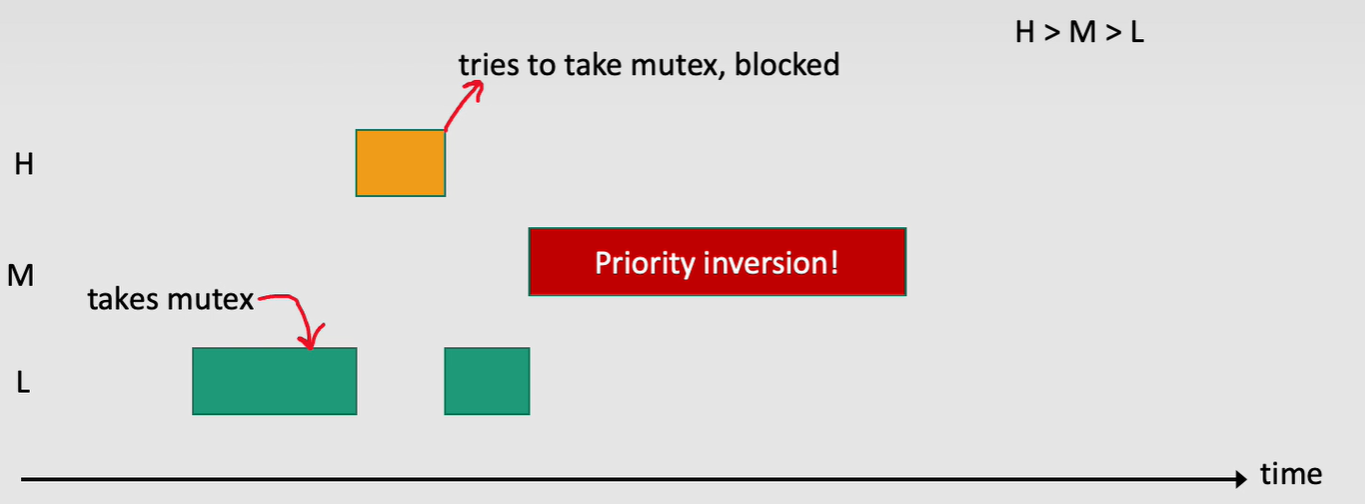 H > M > L
tries to take mutex, blocked
H
Priority inversion!
M
takes mutex
L
time